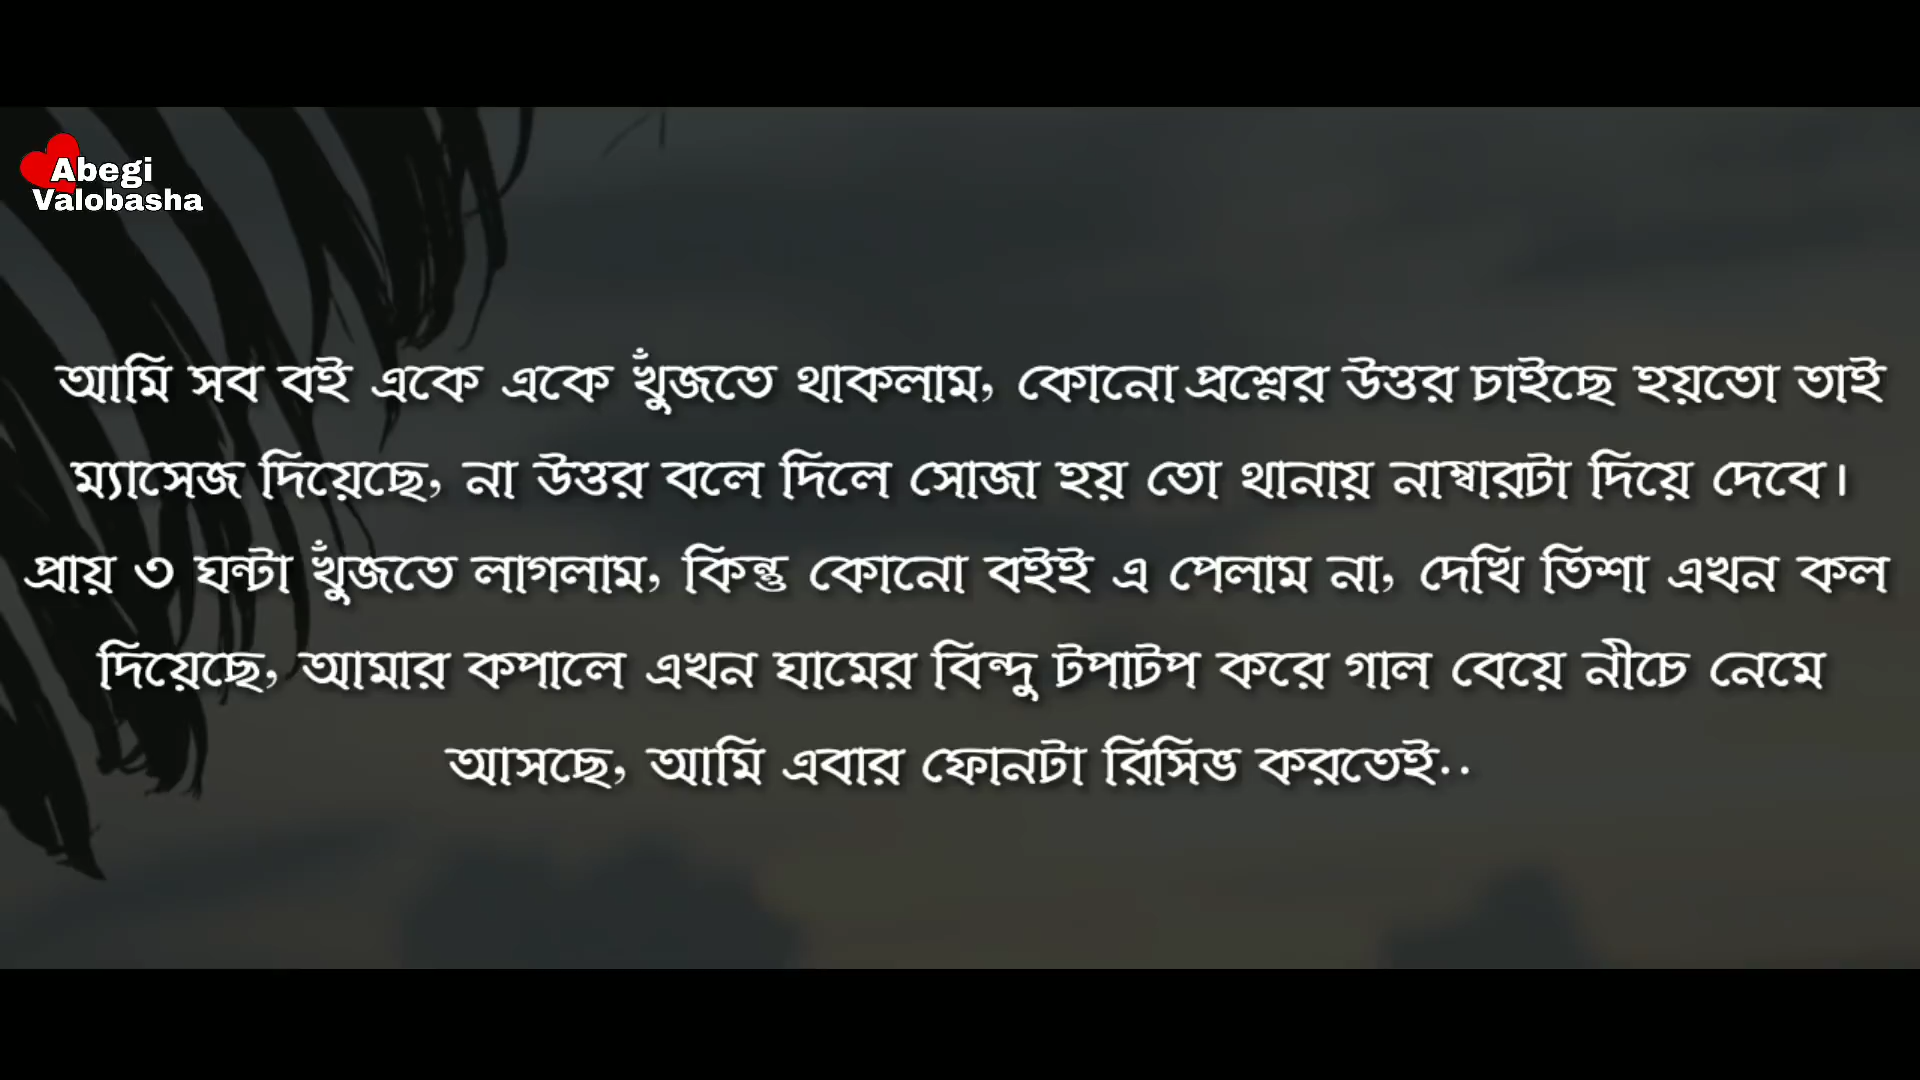 Abegi
Valobasha
আমি সব বই একে একে খুঁজতে থাকলাম, কোনো প্রশ্নের উত্তর চাইছে হয়তো তাই
ম্যাসেজ দিয়েছে, না উত্তর বলে দিলে সোজা হয় তো থানায় নাম্বারটা দিয়ে দেবে।
প্রায় ৩ ঘন্টা খুঁজতে লাগলাম, কিন্তু কোনো বইই এ পেলাম না, দেখি তিশা এখন কল
দিয়েছে, আমার কপালে এখন ঘামের বিন্দু টপাটপ করে গাল বেয়ে নীচে নেমে
আসছে, আমি এবার ফোনটা রিসিভ করতেই..